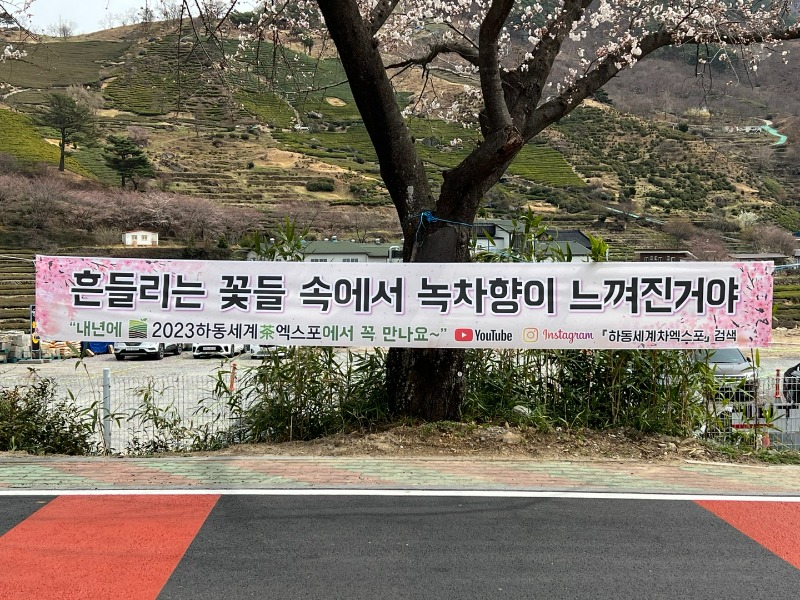 흔들리는 꽃들 속에서 녹차향이 느껴진거야
"내년에 2023하동세계茶엑스포에서 꼭 만나요~" YouTube Instagram 『하동세계차엑스포』 검색